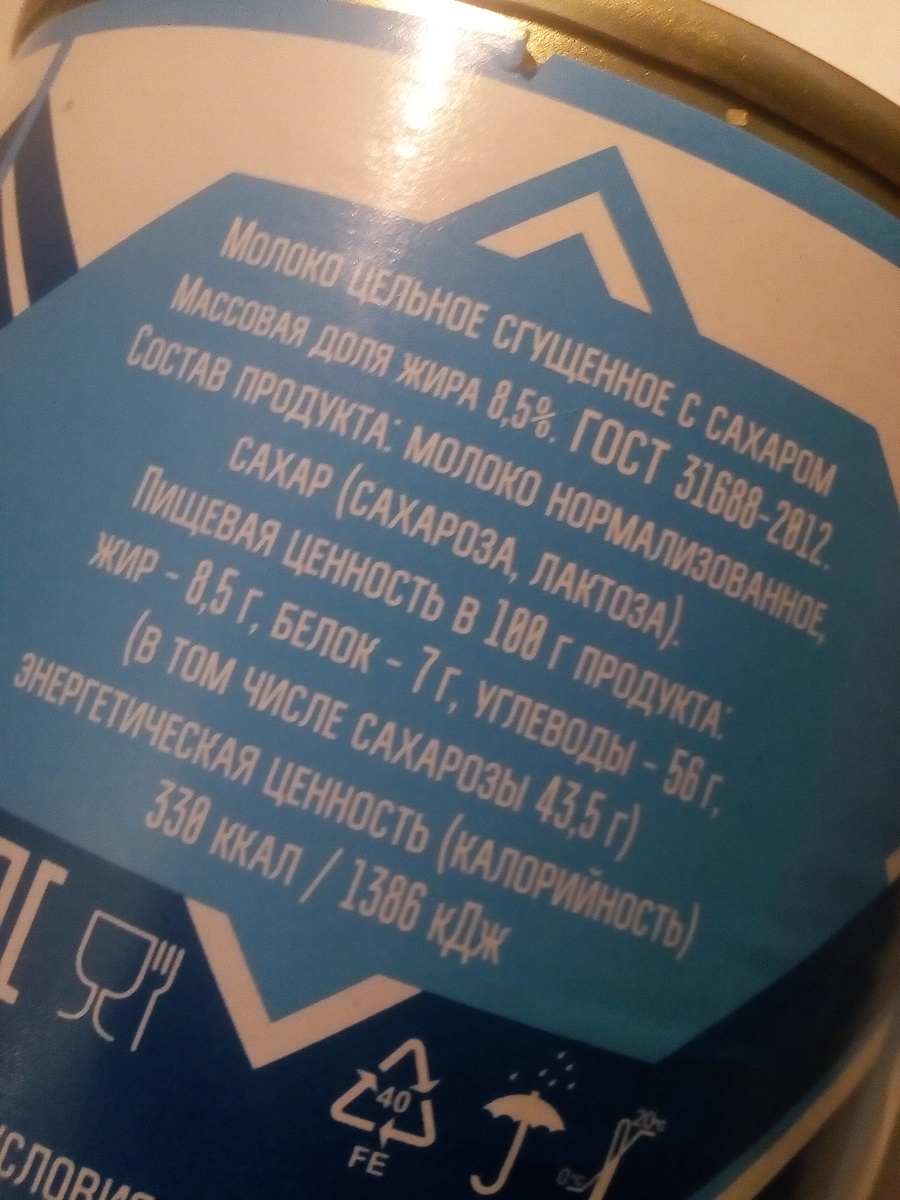 Молоко цельное сгущенное с сахаром
Массовая доля жира 8,5%. ГОСТ 31688-2012.
Состав продукта: молоко нормализованное,
сахар (сахароза, лактоза).
Пищевая ценность в 100 г продукта:
жир - 8,5 г, белок - 7 г, углеводы - 56 г,
(в том числе сахарозы 43,5 г)
энергетическая ценность (калорийность)
330 ккал / 1386 кДж
40
FE
20°C
0°C